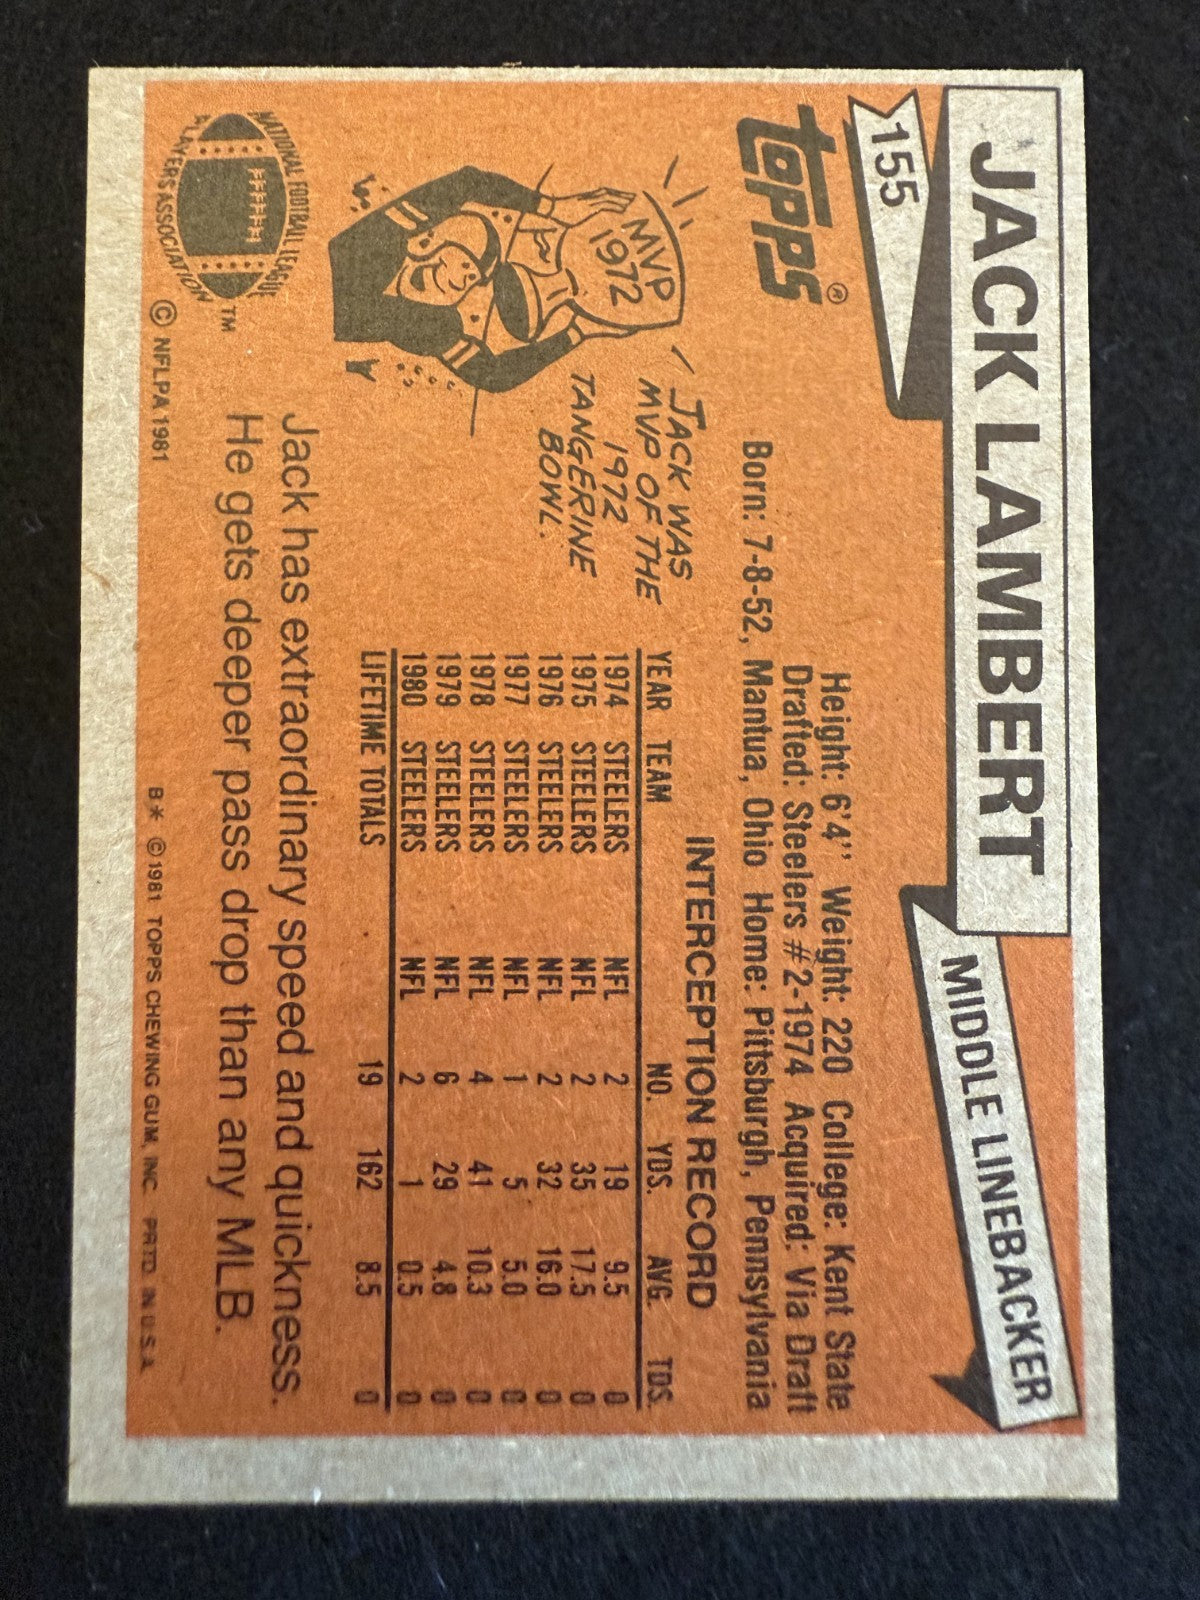 155
JACK LAMBERT
MIDDLE LINEBACKER
TOPPS®
Height: 6'4'' Weight: 220 College: Kent State
Drafted: Steelers #2-1974 Acquired: Via Draft
Born: 7-8-52, Mantua, Ohio Home: Pittsburgh, Pennsylvania
MVP
1972
JACK WAS
MVP OF THE
1972
TANGERINE
BOWL.
INTERCEPTION RECORD
YEAR TEAM NO. YDS. AVG. TDS.
1974 STEELERS NFL 2 19 9.5 0
1975 STEELERS NFL 2 35 17.5 0
1976 STEELERS NFL 2 32 16.0 0
1977 STEELERS NFL 1 5 5.0 0
1978 STEELERS NFL 4 41 10.3 0
1979 STEELERS NFL 6 29 4.8 0
1980 STEELERS NFL 2 1 0.5 0
LIFETIME TOTALS 19 162 8.5 0
Jack has extraordinary speed and quickness.
He gets deeper pass drop than any MLB.
NATIONAL FOOTBALL LEAGUE
PLAYERS ASSOCIATION
TM
© NFLPA 1981
B* © 1981 TOPPS CHEWING GUM, INC. PRTD. IN U.S.A.